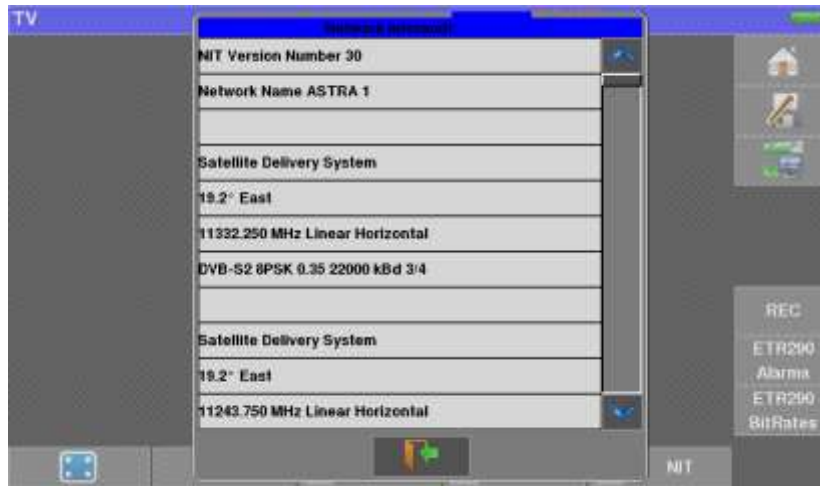 TV
NIT Version Number 30
Network Name ASTRA 1
Satellite Delivery System
19.2° East
11332.250 MHz Linear Horizontal
DVB-S2 8PSK 0.35 22000 kBd 3/4
Satellite Delivery System
19.2° East
11243.750 MHz Linear Horizontal
REC
ETR290
Alarms
ETR290
BitRates
NIT